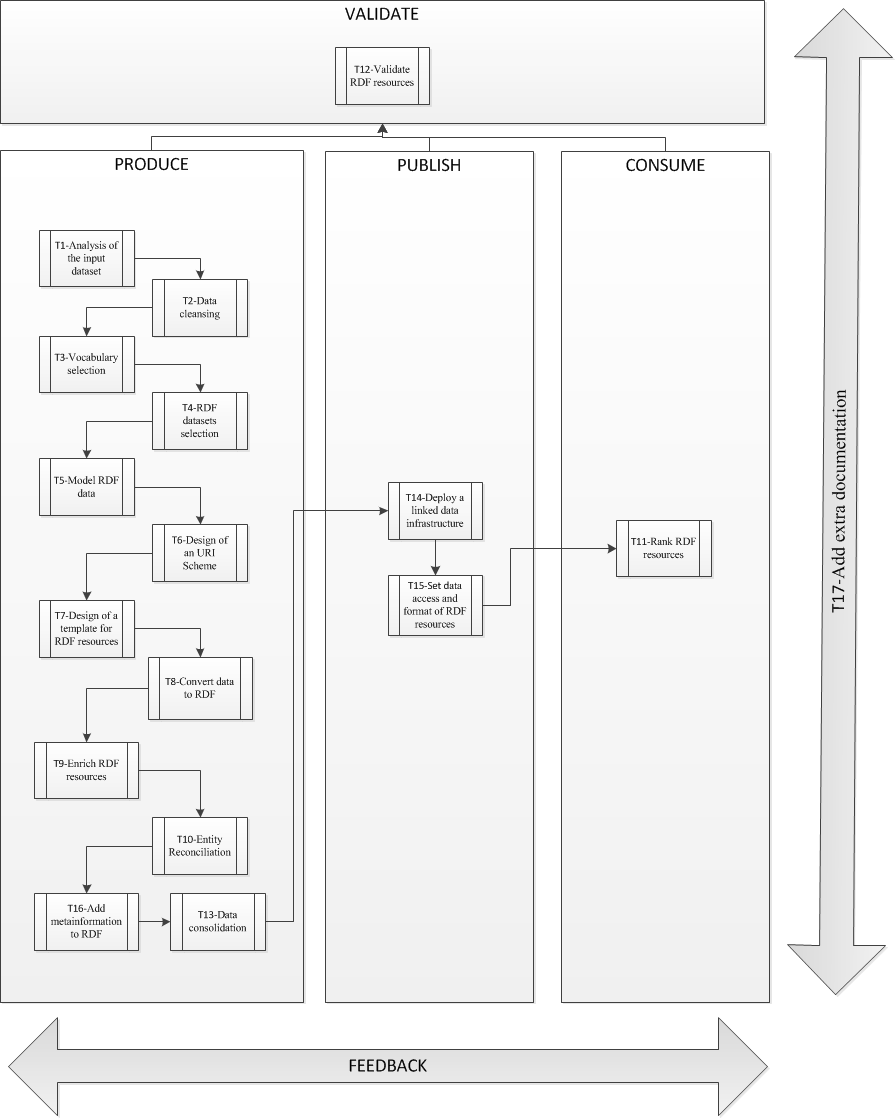 VALIDATE
T12-Validate
RDF resources
PRODUCE
T1-Analysis of
the input
dataset
T2-Data
cleansing
T3-Vocabulary
selection
T4-RDF
datasets
selection
T5-Model RDF
data
T6-Design of
an URI
Scheme
T7-Design of a
template for
RDF resources
T8-Convert data
to RDF
T9-Enrich RDF
resources
T10-Entity
Reconciliation
T16-Add
metainformation
to RDF
T13-Data
consolidation
PUBLISH
T14-Deploy a
linked data
infrastructure
T15-Set data
access and
format of RDF
resources
CONSUME
T11-Rank RDF
resources
T17-Add extra documentation
FEEDBACK